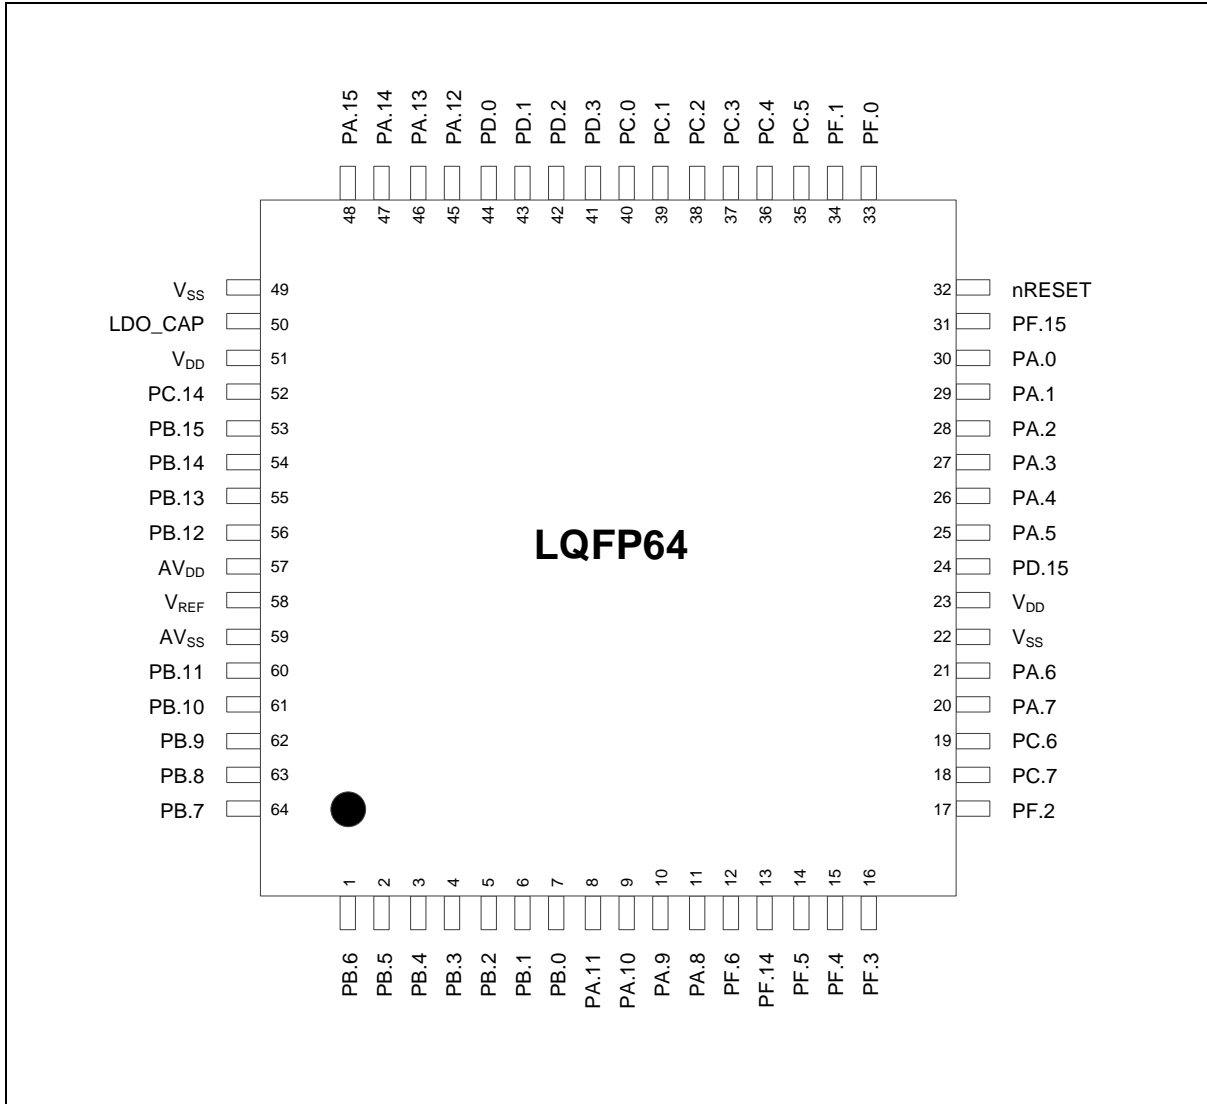 PA.15 PA.14 PA.13 PA.12 PD.0 PD.1 PD.2 PD.3 PC.0 PC.1 PC.2 PC.3 PC.4 PC.5 PF.1 PF.0
48 47 46 45 44 43 42 41 40 39 38 37 36 35 34 33
VSS 49 32 nRESET
LDO_CAP 50 31 PF.15
VDD 51 30 PA.0
PC.14 52 29 PA.1
PB.15 53 28 PA.2
PB.14 54 27 PA.3
PB.13 55 26 PA.4
PB.12 56 25 PA.5
LQFP64
AVDD 57 24 PD.15
VREF 58 23 VDD
AVSS 59 22 VSS
PB.11 60 21 PA.6
PB.10 61 20 PA.7
PB.9 62 19 PC.6
PB.8 63 18 PC.7
PB.7 64 17 PF.2
1 2 3 4 5 6 7 8 9 10 11 12 13 14 15 16
PB.6 PB.5 PB.4 PB.3 PB.2 PB.1 PB.0 PA.11 PA.10 PA.9 PA.8 PF.6 PF.14 PF.5 PF.4 PF.3